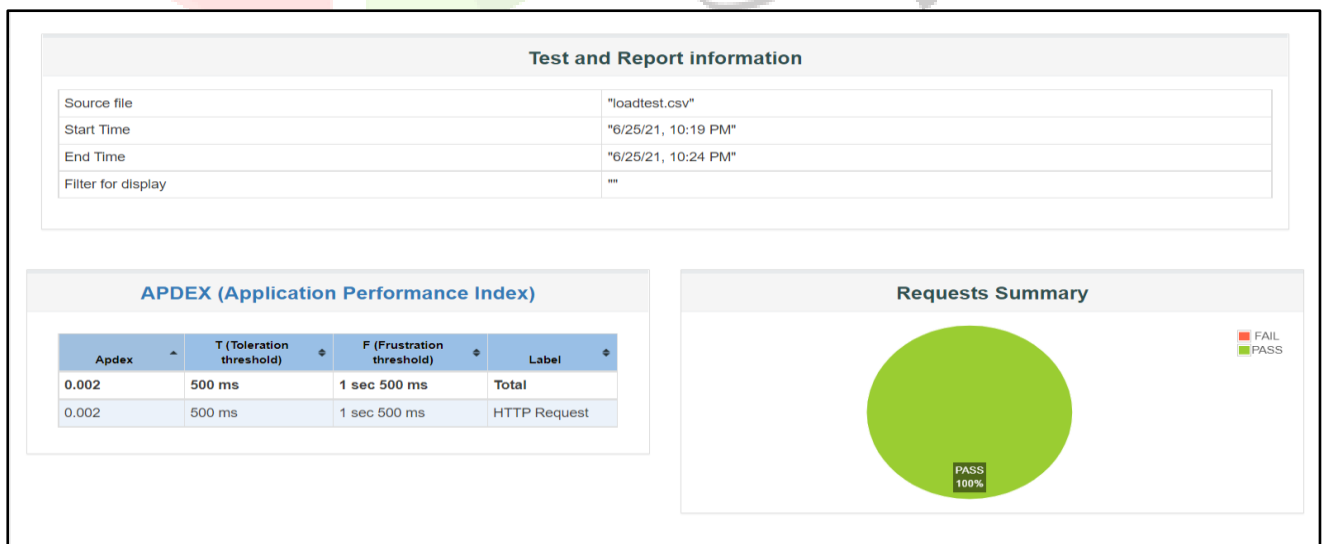 Test and Report information
Source file "loadtest.csv"
Start Time "6/25/21, 10:19 PM"
End Time "6/25/21, 10:24 PM"
Filter for display ""
APDEX (Application Performance Index)
Apdex T (Toleration threshold) F (Frustration threshold) Label
0.002 500 ms 1 sec 500 ms Total
0.002 500 ms 1 sec 500 ms HTTP Request
Requests Summary
FAIL
PASS
PASS
100%